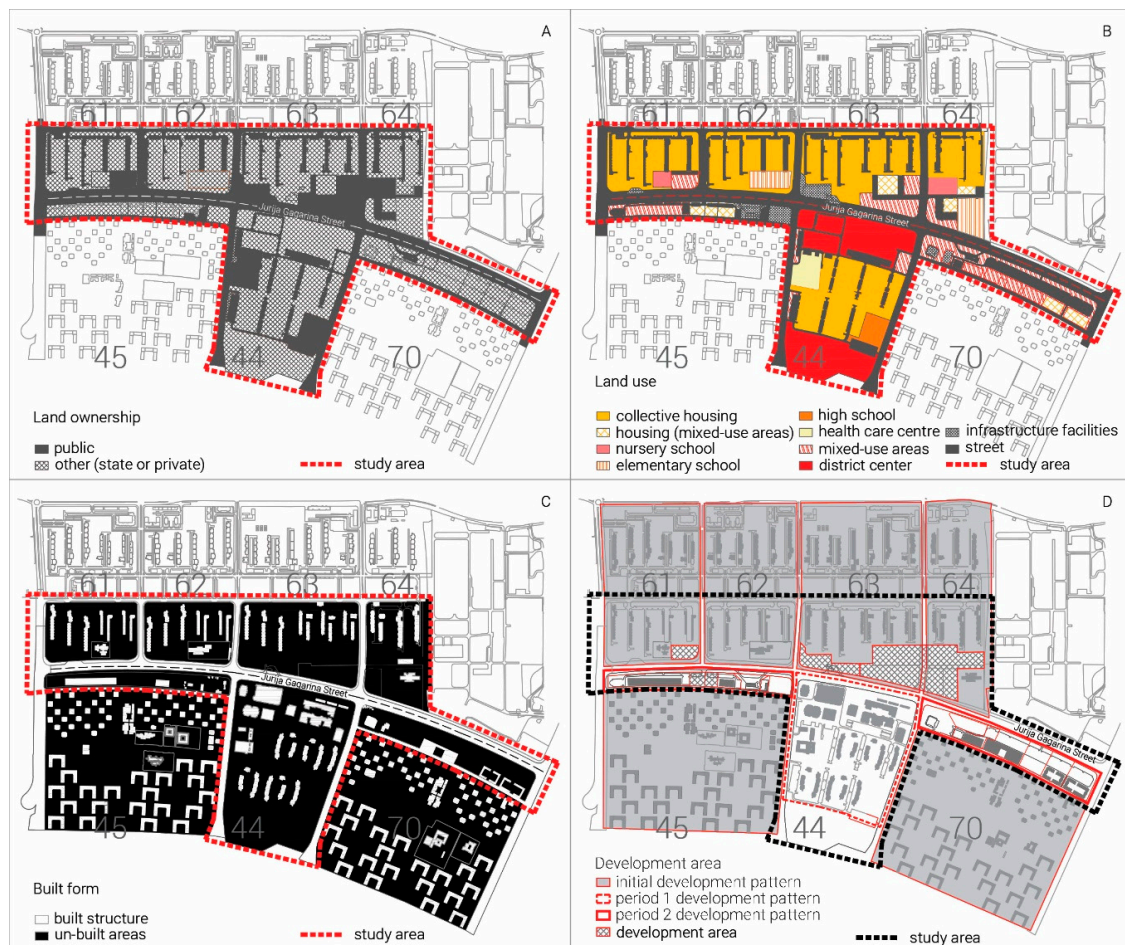 A
61 62 63 64
Jurija Gagarina Street
45 44 70
Land ownership
public
other (state or private)
study area
B
61 62 63 64
Jurija Gagarina Street
45 44 70
Land use
collective housing
housing (mixed-use areas)
nursery school
elementary school
high school
health care centre
mixed-use areas
district center
infrastructure facilities
street
study area
C
61 62 63 64
Jurija Gagarina Street
45 44 70
Built form
built structure
un-built areas
study area
D
61 62 63 64
Jurija Gagarina Street
45 44 70
Development area
initial development pattern
period 1 development pattern
period 2 development pattern
development area
study area